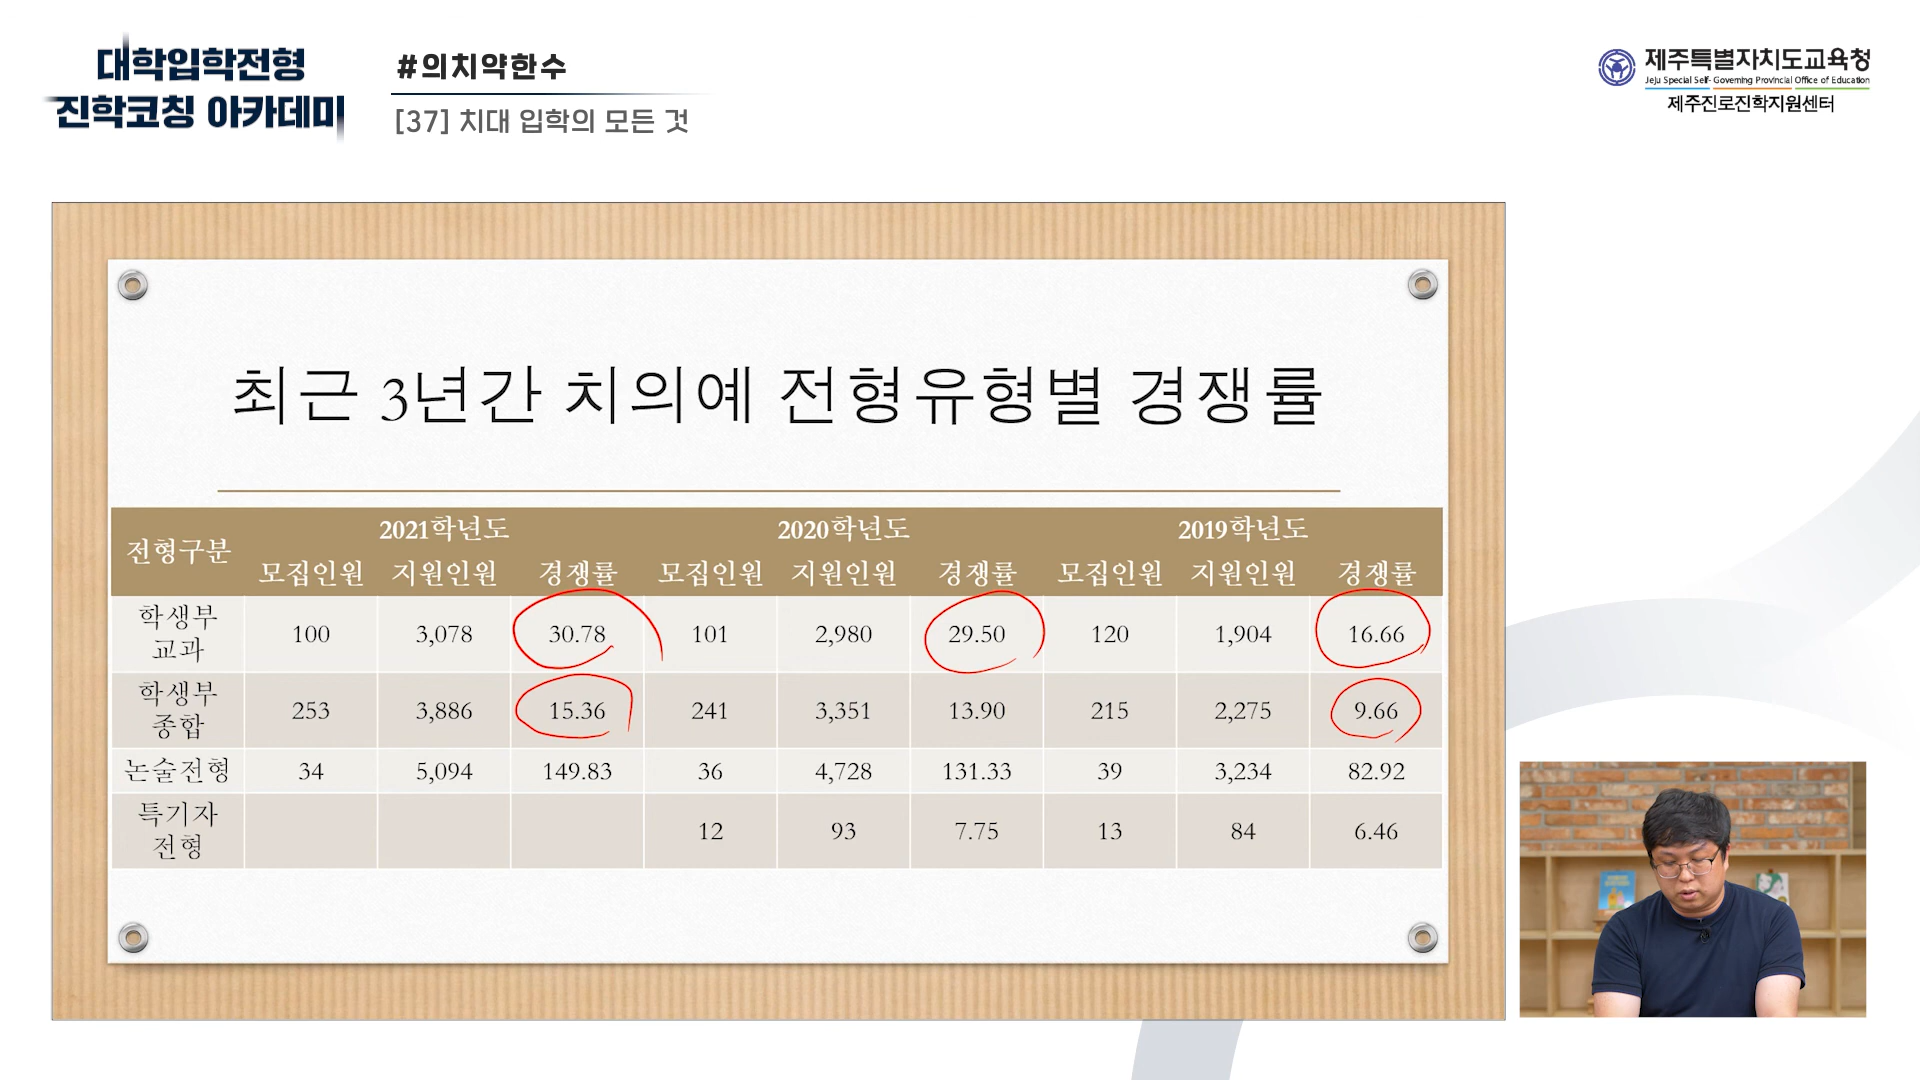 대학입학전형
진학코칭 아카데미
#의치약한수
[37] 치대 입학의 모든 것
제주특별자치도교육청
Jeju Special Self- Governing Provincial Office of Education
제주진로진학지원센터
최근 3년간 치의예 전형유형별 경쟁률
전형구분 2021학년도 2020학년도 2019학년도
모집인원 지원인원 경쟁률 모집인원 지원인원 경쟁률 모집인원 지원인원 경쟁률
학생부
교과 100 3,078 30.78 101 2,980 29.50 120 1,904 16.66
학생부
종합 253 3,886 15.36 241 3,351 13.90 215 2,275 9.66
논술전형 34 5,094 149.83 36 4,728 131.33 39 3,234 82.92
특기자
전형 12 93 7.75 13 84 6.46